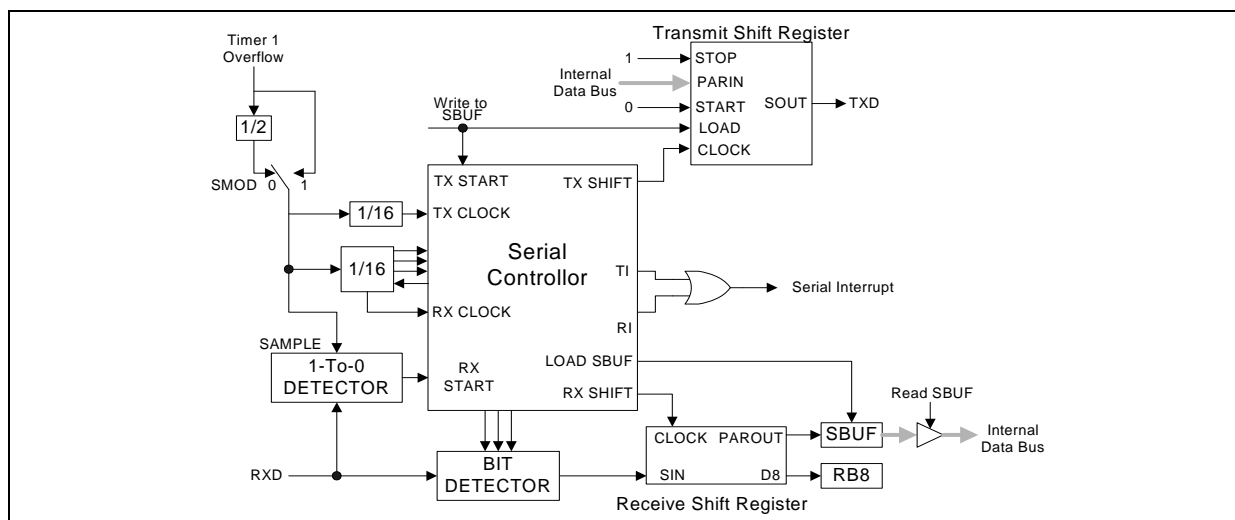 Timer 1
Overflow
1/2
SMOD 0 1
Write to
SBUF
Transmit Shift Register
1
STOP
Internal
Data Bus
PARIN
0
START
SOUT
TXD
LOAD
CLOCK
TX START
TX SHIFT
1/16
TX CLOCK
Serial
Controllor
1/16
TI
Serial Interrupt
RX CLOCK
RI
SAMPLE
1-To-0
DETECTOR
RX
START
LOAD SBUF
RX SHIFT
Read SBUF
CLOCK PAROUT
SBUF
Internal
Data Bus
RXD
BIT
DETECTOR
SIN
D8
RB8
Receive Shift Register